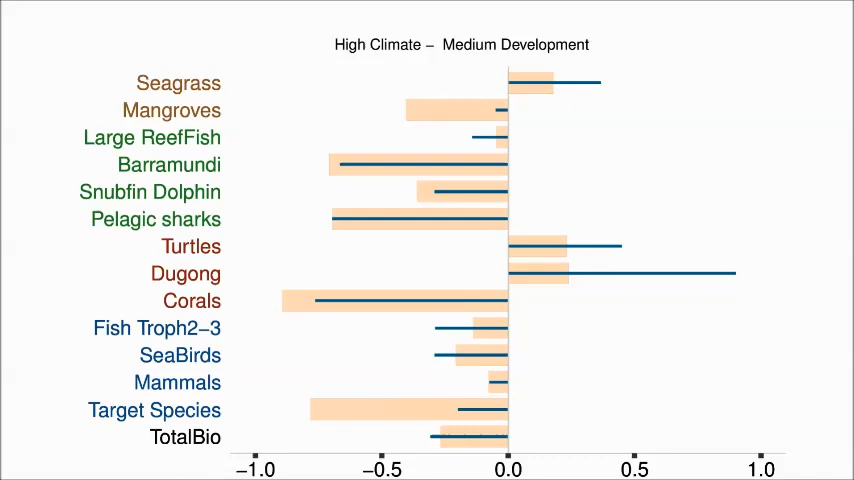 High Climate – Medium Development
Seagrass
Mangroves
Large ReefFish
Barramundi
Snubfin Dolphin
Pelagic sharks
Turtles
Dugong
Corals
Fish Troph2−3
SeaBirds
Mammals
Target Species
TotalBio
−1.0 −0.5 0.0 0.5 1.0